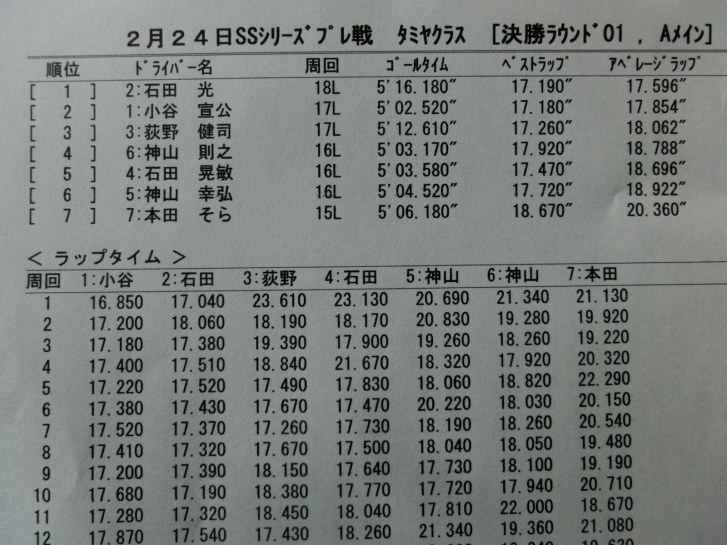 2月24日SSシリーズプレ戦 タミヤクラス [決勝ラウンド01 , Aメイン]
順位 ドライバー名 周回 ゴールタイム ベストラップ アベレージラップ
[ 1 ] 2:石田 光 18L 5'16.180" 17.190" 17.596"
[ 2 ] 1:小谷 宣公 17L 5'02.520" 17.180" 17.854"
[ 3 ] 3:荻野 健司 17L 5'12.610" 17.260" 18.062"
[ 4 ] 6:神山 則之 16L 5'03.170" 17.920" 18.788"
[ 5 ] 4:石田 晃敏 16L 5'03.580" 17.470" 18.696"
[ 6 ] 5:神山 幸弘 16L 5'04.520" 17.720" 18.922"
[ 7 ] 7:本田 そら 15L 5'06.180" 18.670" 20.360"
< ラップタイム >
周回 1:小谷 2:石田 3:荻野 4:石田 5:神山 6:神山 7:本田
1 16.850 17.040 23.610 23.130 20.690 21.340 21.130
2 17.200 18.060 18.190 18.170 20.830 19.280 19.920
3 17.180 17.380 19.390 17.900 19.260 18.260 19.220
4 17.400 17.510 18.840 21.670 18.320 17.920 20.320
5 17.220 17.520 17.490 17.830 18.060 18.820 22.290
6 17.380 17.430 17.670 17.470 20.220 18.030 20.150
7 17.520 17.370 17.260 17.730 18.190 18.260 20.540
8 17.410 17.320 17.670 17.500 18.040 18.050 19.480
9 17.200 17.390 18.150 17.640 17.730 18.100 19.190
10 17.680 17.190 18.380 17.770 17.720 17.940 20.710
11 17.280 17.320 18.450 18.040 17.810 22.000 18.670
12 17.870 17.540 17.430 18.260 21.340 19.360 21.080